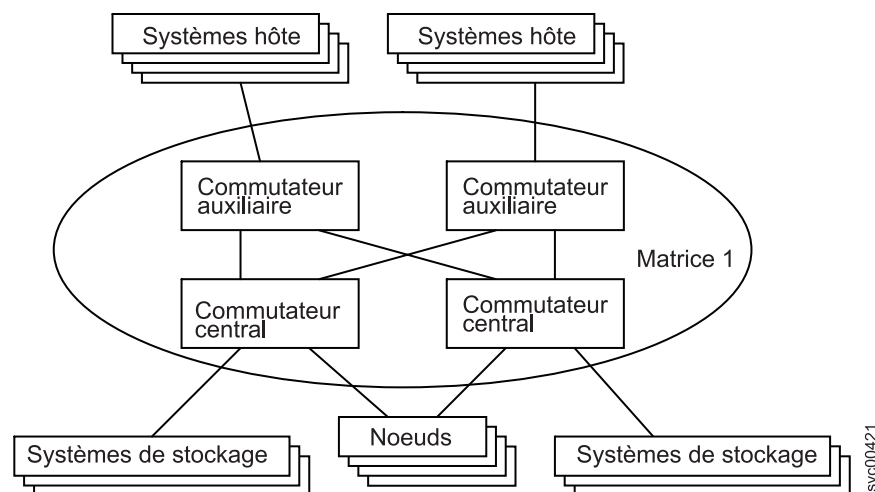 Systèmes hôte
Systèmes hôte
Commutateur
auxiliaire
Commutateur
auxiliaire
Matrice 1
Commutateur
central
Commutateur
central
Noeuds
Systèmes de stockage
Systèmes de stockage
svc00421